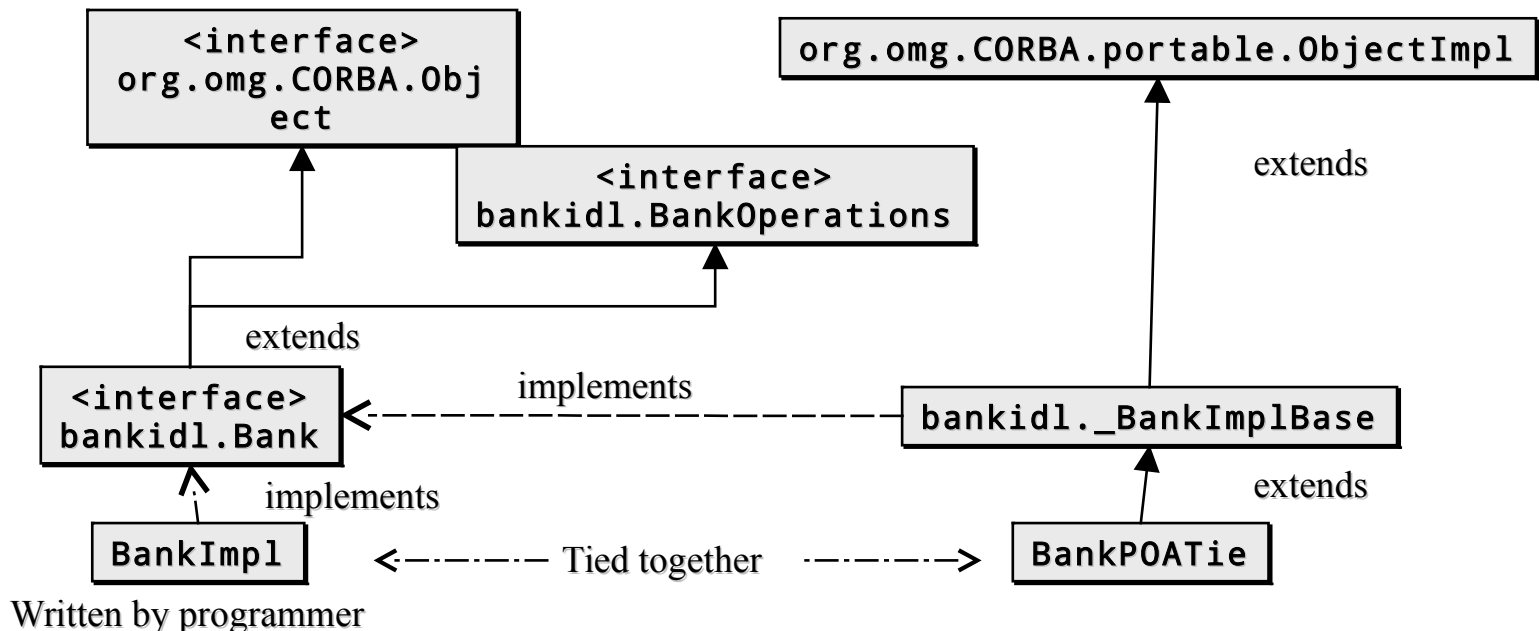 <interface>
org.omg.CORBA.Obj
ect
org.omg.CORBA.portable.ObjectImpl
<interface>
bankidl.BankOperations
extends
extends
<interface>
bankidl.Bank
implements
bankidl._BankImplBase
implements
extends
BankImpl
Tied together
BankPOATie
Written by programmer